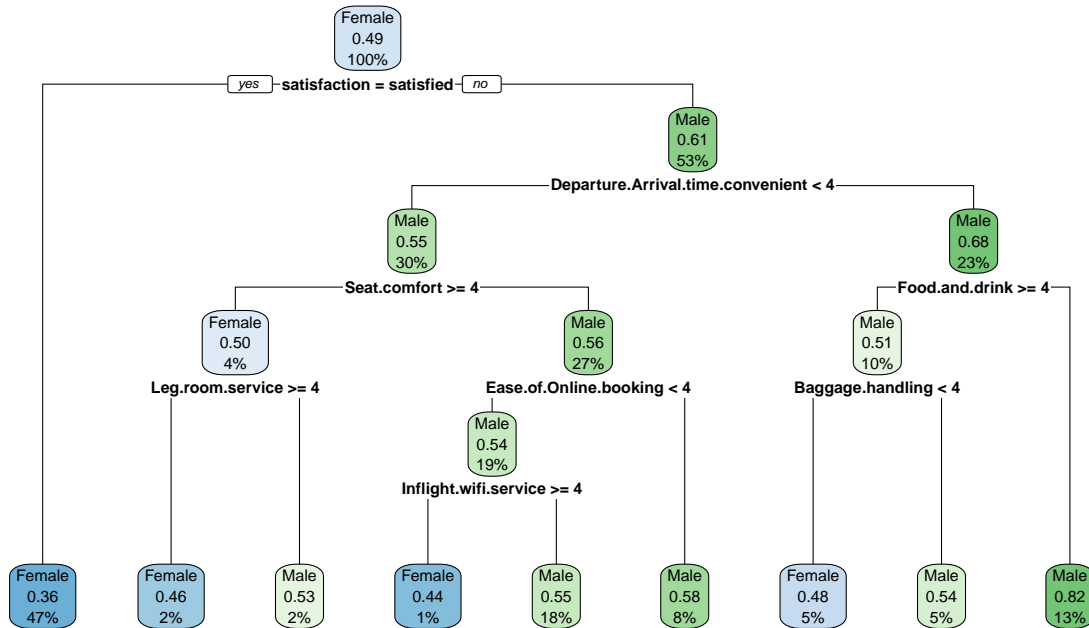 Female
0.49
100%
yes satisfaction = satisfied no
Male
0.61
53%
Departure.Arrival.time.convenient < 4
Male
0.55
30%
Male
0.68
23%
Seat.comfort >= 4
Food.and.drink >= 4
Female
0.50
4%
Male
0.56
27%
Male
0.51
10%
Leg.room.service >= 4
Ease.of.Online.booking < 4
Baggage.handling < 4
Male
0.54
19%
Inflight.wifi.service >= 4
Female
0.36
47%
Female
0.46
2%
Male
0.53
2%
Female
0.44
1%
Male
0.55
18%
Male
0.58
8%
Female
0.48
5%
Male
0.54
5%
Male
0.82
13%